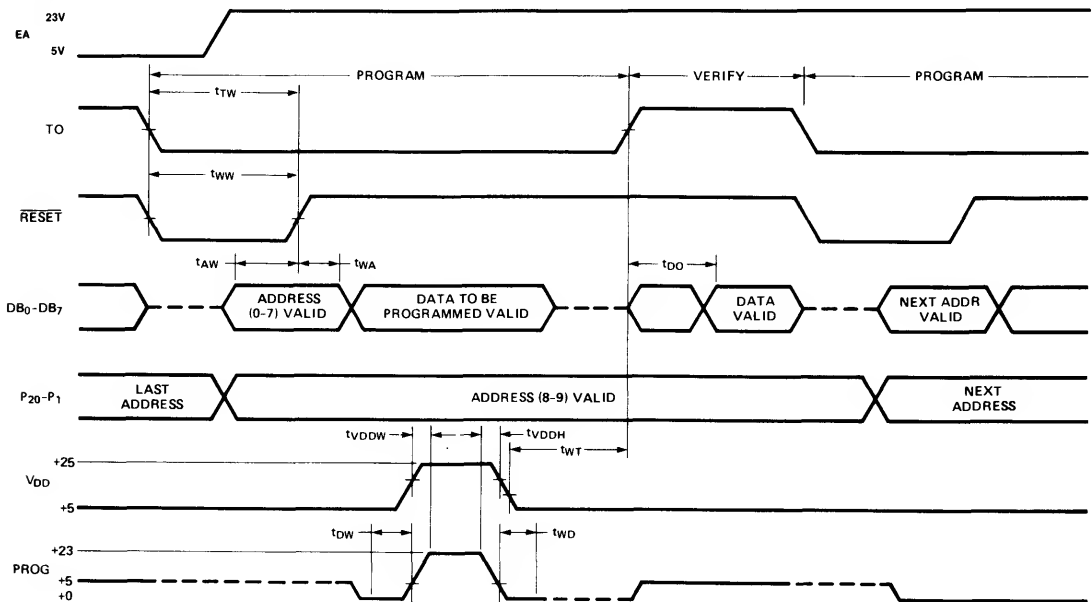 23V
EA
5V
PROGRAM
VERIFY
PROGRAM
tTW
TO
tWW
RESET
tAW
tWA
tDO
DB0-DB7
ADDRESS
(0-7) VALID
DATA TO BE
PROGRAMMED VALID
DATA
VALID
NEXT ADDR
VALID
P20-P1
LAST
ADDRESS
ADDRESS (8-9) VALID
NEXT
ADDRESS
tVDDW
tVDDH
tWT
+25
VDD
+5
tDW
tWD
+23
PROG
+5
+0